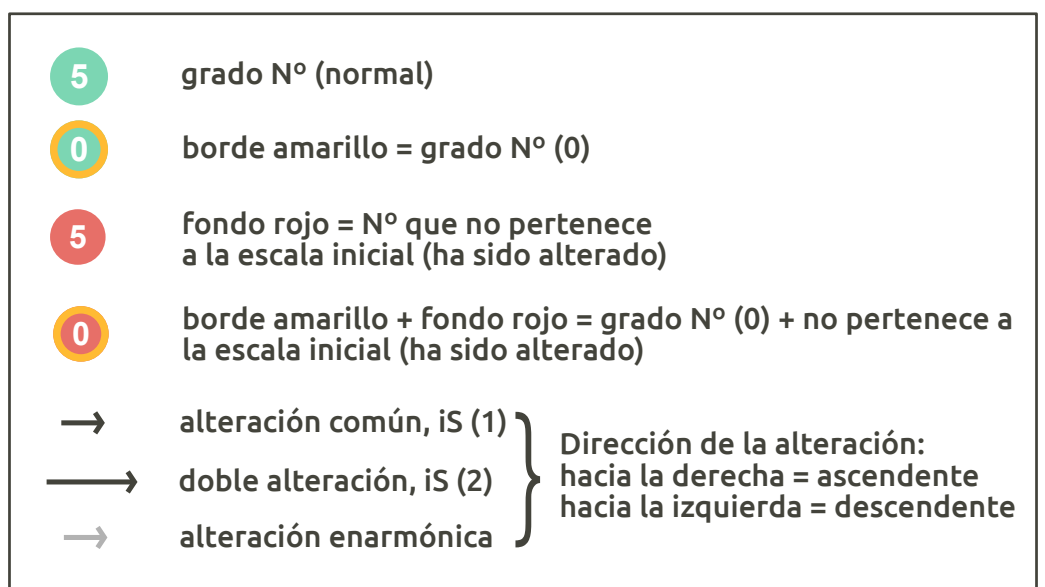 5 grado Nº (normal)
0 borde amarillo = grado Nº (0)
5 fondo rojo = Nº que no pertenece
a la escala inicial (ha sido alterado)
0 borde amarillo + fondo rojo = grado Nº (0) + no pertenece a
la escala inicial (ha sido alterado)
alteración común, iS (1)
doble alteración, iS (2)
alteración enarmónica
Dirección de la alteración:
hacia la derecha = ascendente
hacia la izquierda = descendente